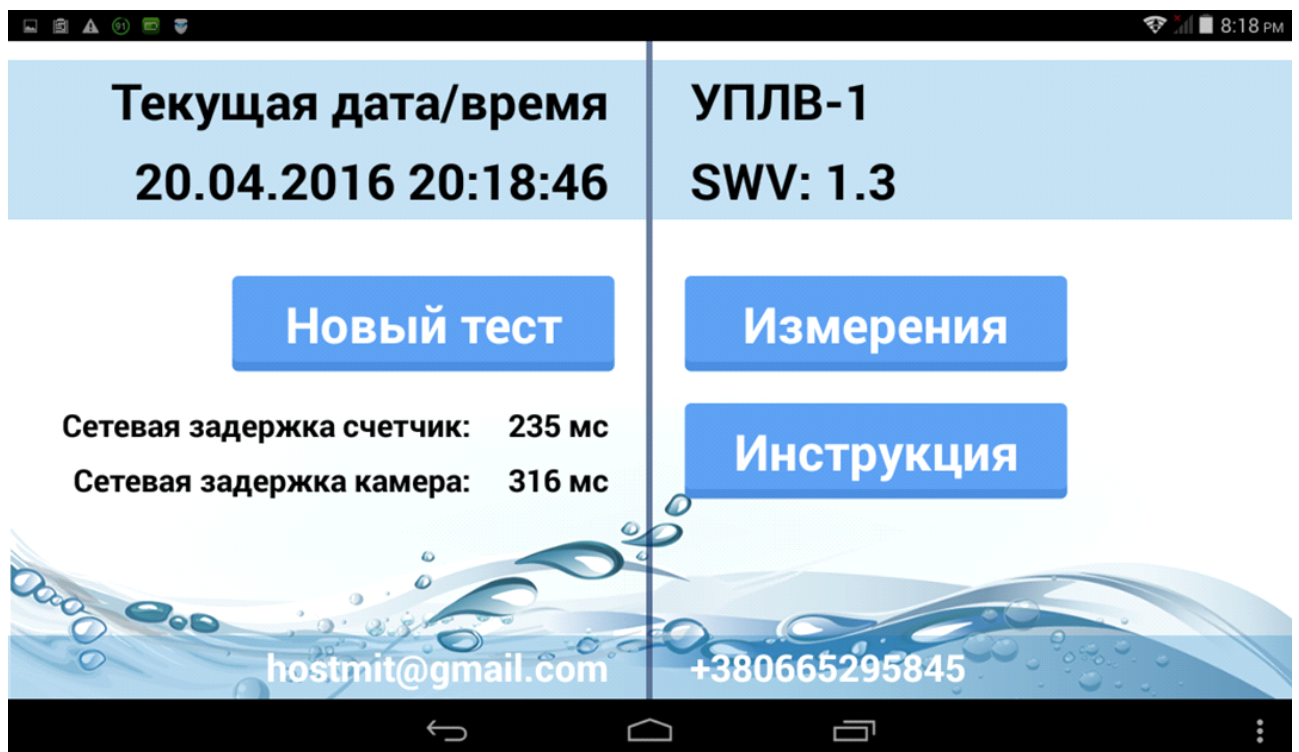 91
8:18 PM
Текущая дата/время
20.04.2016 20:18:46
УПЛВ-1
SWV: 1.3
Новый тест
Измерения
Сетевая задержка счетчик: 235 мс
Сетевая задержка камера: 316 мс
Инструкция
hostmit@gmail.com
+380665295845